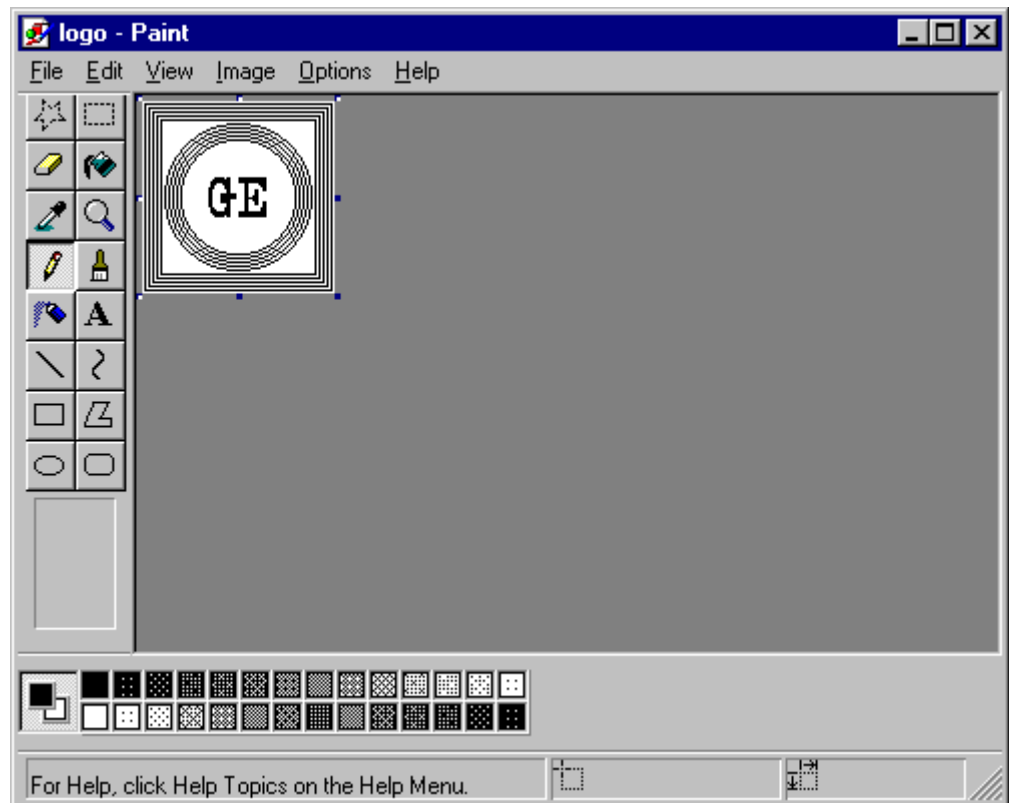 logo - Paint
File Edit View Image Options Help
GE
A
For Help, click Help Topics on the Help Menu.